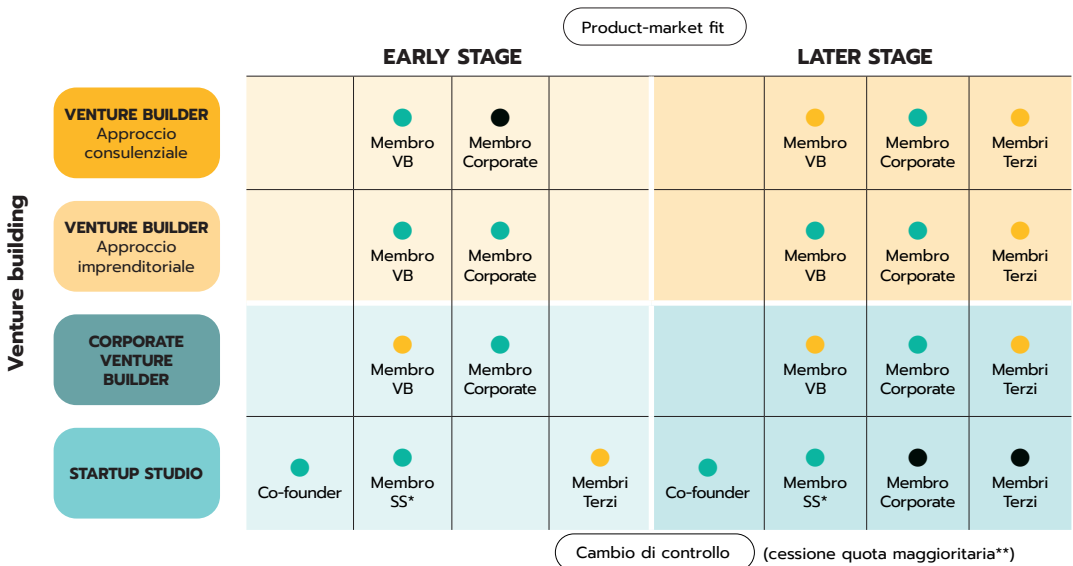 Product-market fit
EARLY STAGE
LATER STAGE
Venture building
VENTURE BUILDER
Approccio
consulenziale
Membro
VB
Membro
Corporate
Membro
VB
Membro
Corporate
Membri
Terzi
VENTURE BUILDER
Approccio
imprenditoriale
Membro
VB
Membro
Corporate
Membro
VB
Membro
Corporate
Membri
Terzi
CORPORATE
VENTURE
BUILDER
Membro
VB
Membro
Corporate
Membro
VB
Membro
Corporate
Membri
Terzi
STARTUP STUDIO
Co-founder
Membro
SS*
Membri
Terzi
Co-founder
Membro
SS*
Membro
Corporate
Membri
Terzi
Cambio di controllo (cessione quota maggioritaria**)